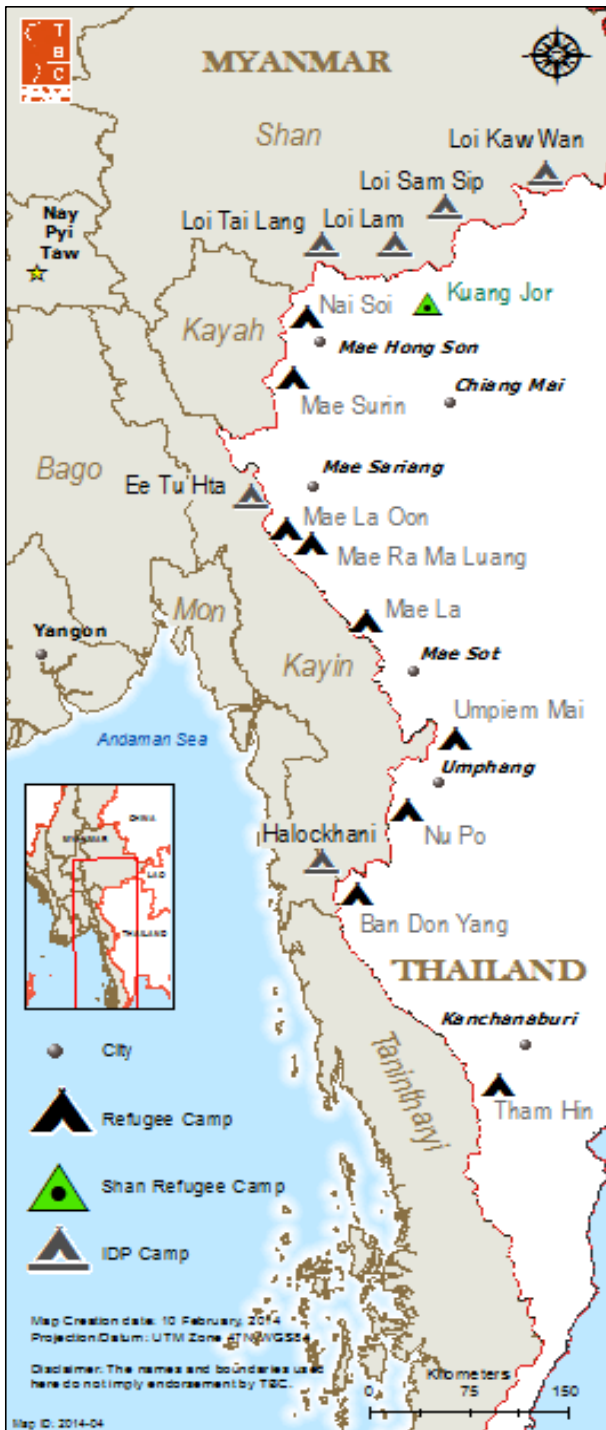 T
B
C
MYANMAR
Shan
Loi Kaw Wan
Loi Sam Sip
Loi Tai Lang
Loi Lam
Nay
Pyi
Taw
Kuang Jor
Nai Soi
Kayah
Mae Hong Son
Chiang Mai
Mae Surin
Bago
Mae Sariang
Ee Tu Hta
Mae La Oon
Mae Ra Ma Luang
Mon
Mae La
Yangon
Kayin
Mae Sot
Umpiem Mai
Andaman Sea
Umphang
CHINA
MYANMAR
LAO
THAILAND
Nu Po
Halockhani
Ban Don Yang
THAILAND
Kanchanaburi
Tanintharyi
Tham Hin
City
Refugee Camp
Shan Refugee Camp
IDP Camp
Map Creation date: 10 February, 2014
Projection/Datum: UTM Zone 47N/WGS84
Disclaimer: The names and boundaries used
here do not imply endorsement by TBC.
Kilometers
0 75 150
Map ID: 2014-04